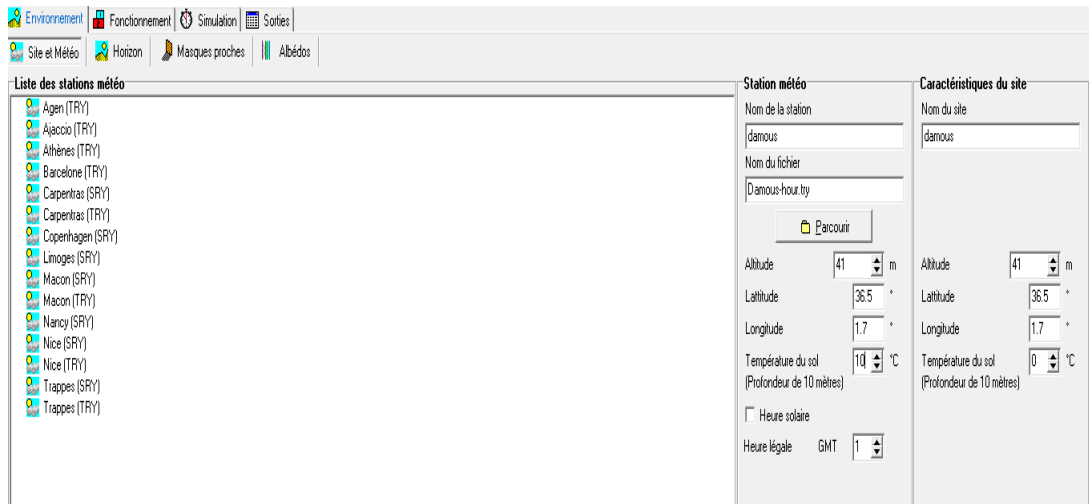 Environnement Fonctionnement Simulation Sorties
Site et Météo Horizon Masques proches Albédos
Liste des stations météo
Agen (TRY)
Ajaccio (TRY)
Athènes (TRY)
Barcelone (TRY)
Carpentras (SRY)
Carpentras (TRY)
Copenhagen (SRY)
Limoges (SRY)
Macon (SRY)
Macon (TRY)
Nancy (SRY)
Nice (SRY)
Nice (TRY)
Trappes (SRY)
Trappes (TRY)
Station météo
Nom de la station
damous
Nom du fichier
Damous-hour.try
Parcourir
Altitude 41 m
Lattitude 36.5 °
Longitude 1.7 °
Température du sol 10 °C
(Profondeur de 10 mètres)
Heure solaire
Heure légale GMT 1
Caractéristiques du site
Nom du site
damous
Altitude 41 m
Lattitude 36.5 °
Longitude 1.7 °
Température du sol 0 °C
(Profondeur de 10 mètres)